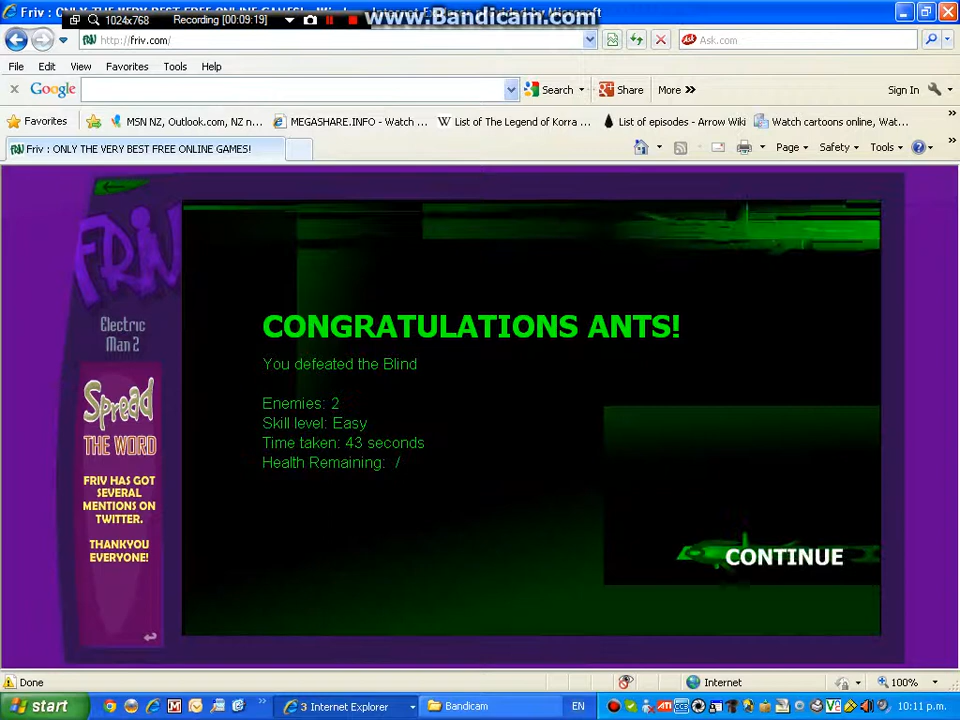 Friv : ONLY THE VERY BEST FREE ONLINE GAMES!
1024x768 Recording [00:09:19]
www.Bandicam.com
http://friv.com/
Ask.com
File Edit View Favorites Tools Help
x Google Search Share More » Sign In
Favorites MSN NZ, Outlook.com, NZ n... MEGASHARE.INFO - Watch ... W List of The Legend of Korra ... List of episodes - Arrow Wiki Watch cartoons online, Wat... »
Friv : ONLY THE VERY BEST FREE ONLINE GAMES!
Page Safety Tools »
FRIV
Electric
Man 2
Spread
THE WORD
FRIV HAS GOT
SEVERAL
MENTIONS ON
TWITTER.
THANKYOU
EVERYONE!
CONGRATULATIONS ANTS!
You defeated the Blind
Enemies: 2
Skill level: Easy
Time taken: 43 seconds
Health Remaining: /
CONTINUE
Done Internet 100%
start » 3 Internet Explorer Bandicam EN 10:11 p.m.